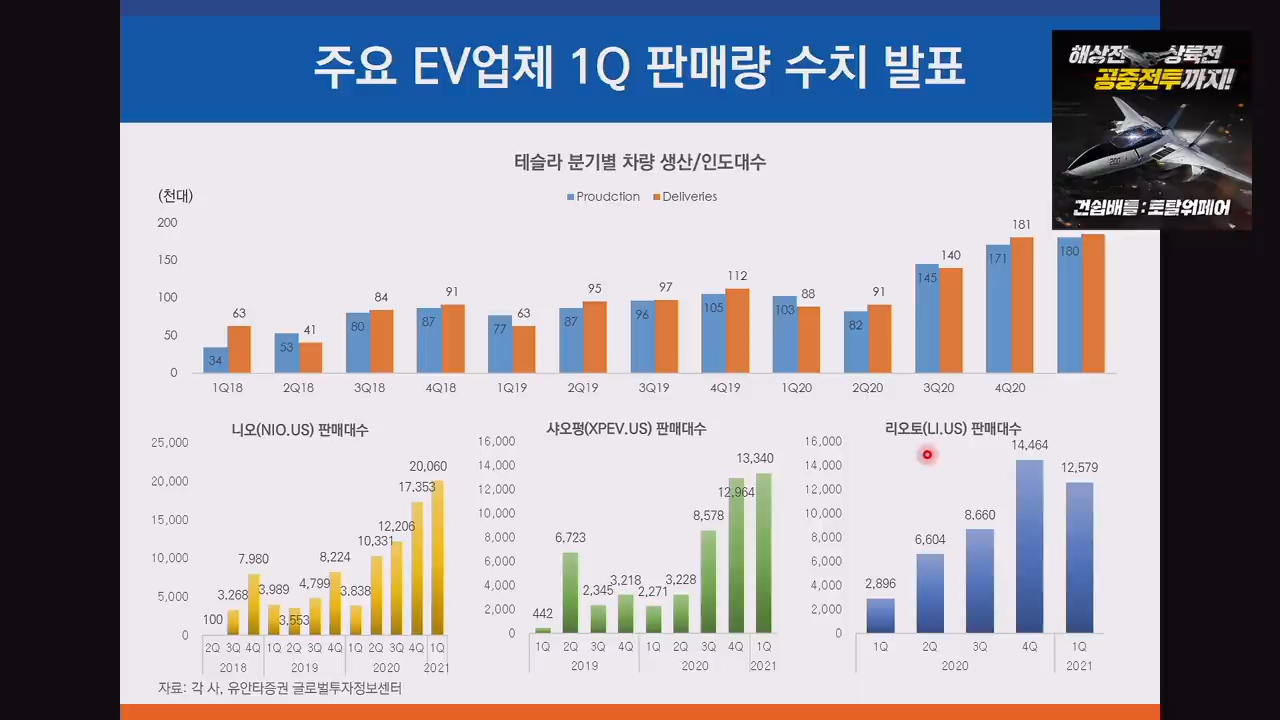 주요 EV업체 1Q 판매량 수치 발표
해상전 상륙전
공중전투까지!
200
건쉽배틀 : 토탈워페어
테슬라 분기별 차량 생산/인도대수
(천대)
Proudction Deliveries
200
150
100
50
0
34 63 53 41 80 84 87 91 77 63 87 95 96 97 105 112 103 88 82 91 145 140 171 181 180
1Q18 2Q18 3Q18 4Q18 1Q19 2Q19 3Q19 4Q19 1Q20 2Q20 3Q20 4Q20
니오(NIO.US) 판매대수
25,000
20,000
15,000
10,000
5,000
0
100 3,268 7,980 3,989 3,553 4,799 8,224 3,838 10,331 12,206 17,353 20,060
2Q 3Q 4Q 1Q 2Q 3Q 4Q 1Q 2Q 3Q 4Q 1Q
2018 2019 2020 2021
샤오펑(XPEV.US) 판매대수
16,000
14,000
12,000
10,000
8,000
6,000
4,000
2,000
0
442 6,723 2,345 3,218 2,271 3,228 8,578 12,964 13,340
1Q 2Q 3Q 4Q 1Q 2Q 3Q 4Q 1Q
2019 2020 2021
리오토(LI.US) 판매대수
16,000
14,000
12,000
10,000
8,000
6,000
4,000
2,000
0
2,896 6,604 8,660 14,464 12,579
1Q 2Q 3Q 4Q 1Q
2020 2021
자료: 각 사, 유안타증권 글로벌투자정보센터